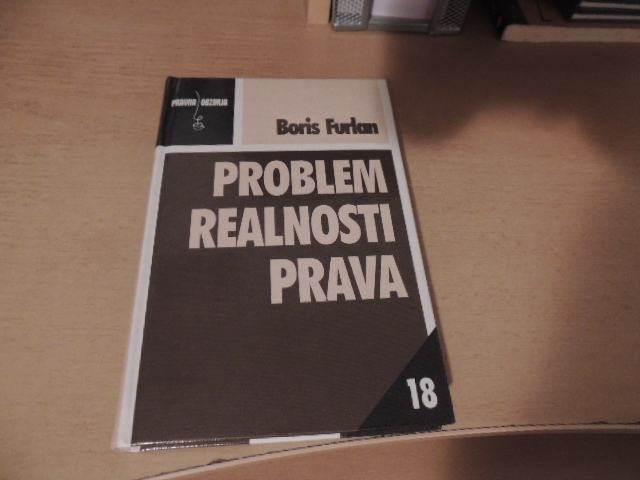 PRAVNA OBZORJA
Boris Furlan
PROBLEM
REALNOSTI
PRAVA
18